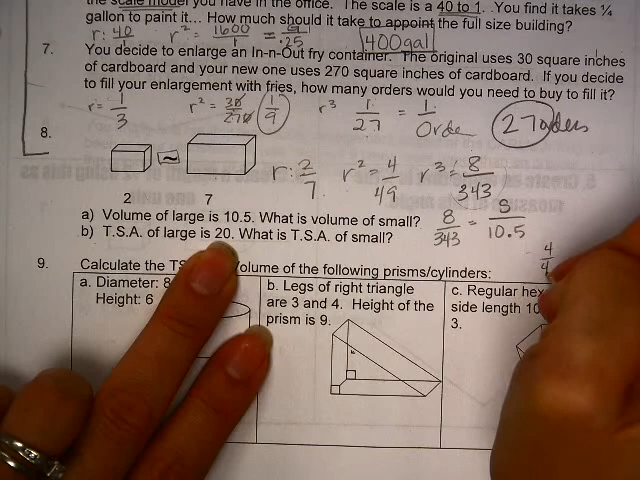 the scale model you have in the office. The scale is a 40 to 1. You find it takes ¼
gallon to paint it... How much should it take to appoint the full size building?
r: 40 r² = 1600/1 = G/.25 400gal
7. You decide to enlarge an In-n-Out fry container. The original uses 30 square inches
of cardboard and your new one uses 270 square inches of cardboard. If you decide
to fill your enlargement with fries, how many orders would you need to buy to fill it?
r = 1/3 r² = 30/270 1/9 r³ 1/27 = 1/Orde 27 orders
8.
~
r: 2/7 r² = 4/49 r³ = 8/343
2 7
a) Volume of large is 10.5. What is volume of small? 8/343 = S/10.5
b) T.S.A. of large is 20. What is T.S.A. of small?
4/4
9. Calculate the olume of the following prisms/cylinders:
a. Diameter: 8
Height: 6
b. Legs of right triangle
are 3 and 4. Height of the
prism is 9.
c. Regular hex
side length 10
3.